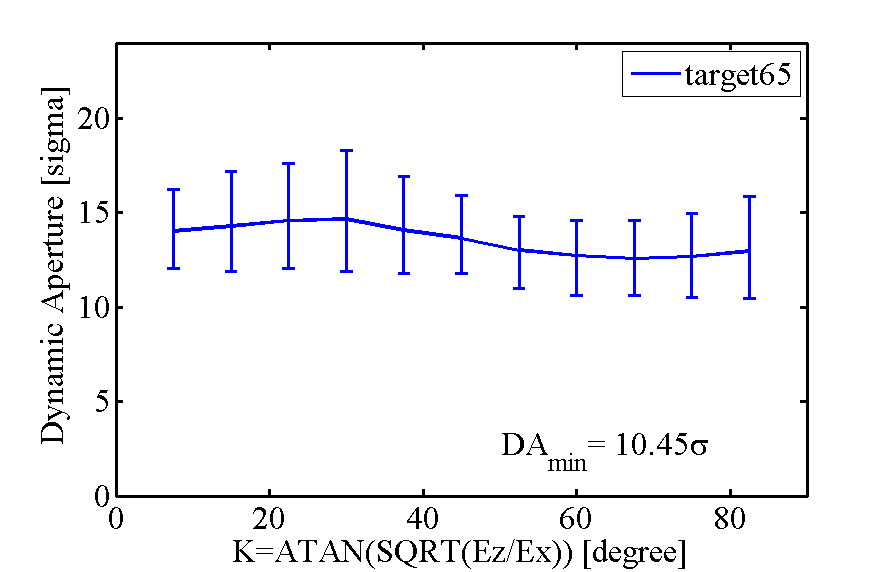 target65
Dynamic Aperture [sigma]
20
15
10
5
0
DAmin= 10.45σ
0 20 40 60 80
K=ATAN(SQRT(Ez/Ex)) [degree]